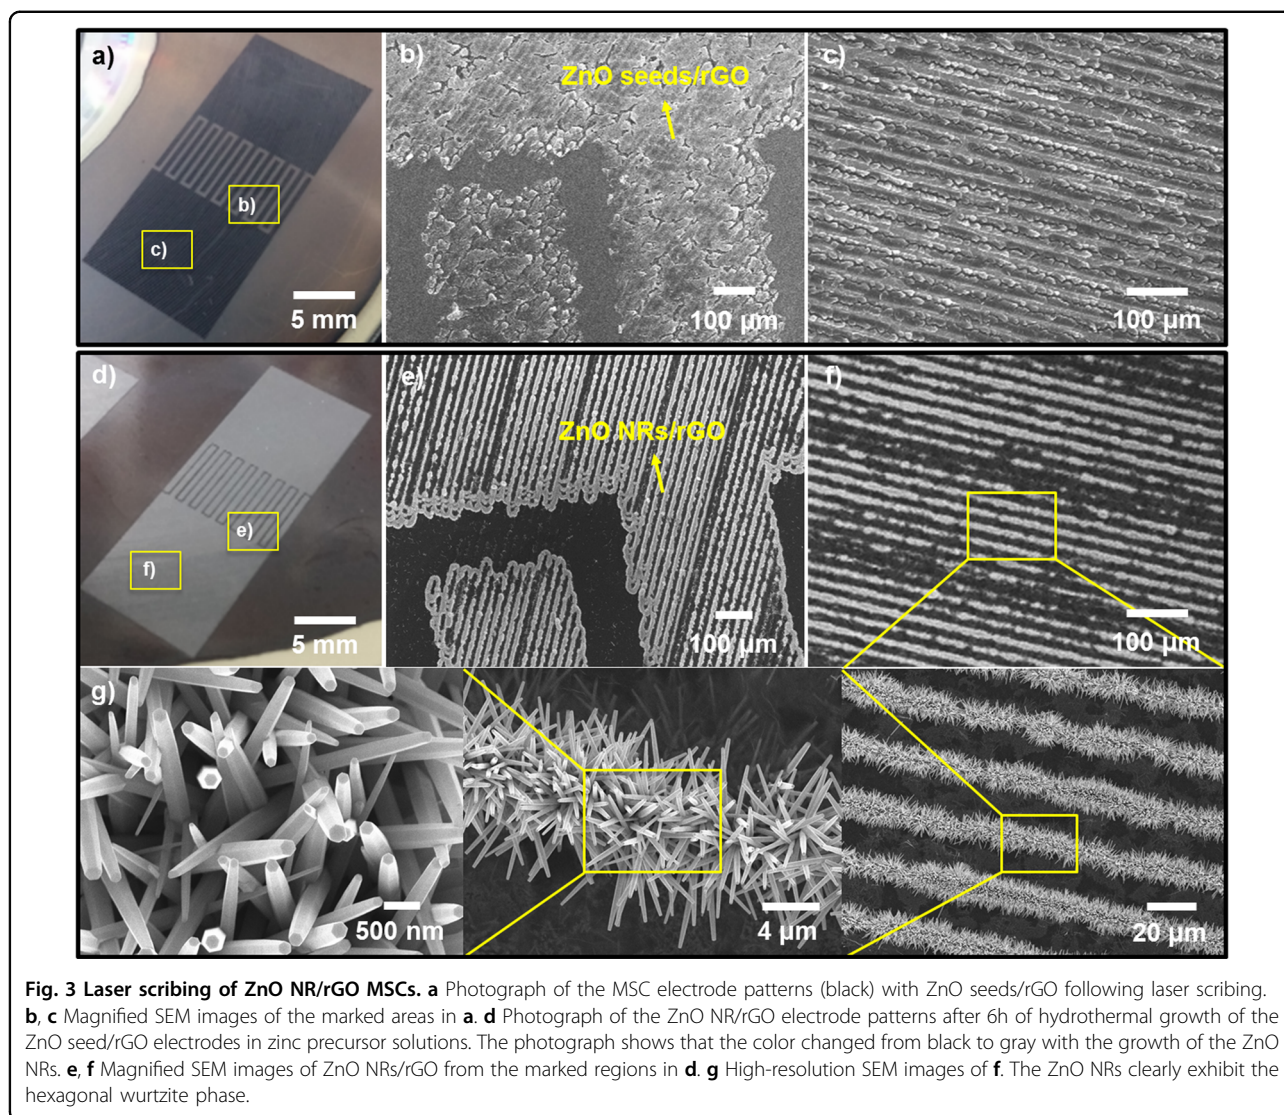 a)
b)
c)
5 mm
b)
ZnO seeds/rGO
100 µm
c)
100 µm
d)
e)
f)
5 mm
e)
ZnO NRs/rGO
100 µm
f)
100 µm
g)
500 nm
4 µm
20 µm
Fig. 3 Laser scribing of ZnO NR/rGO MSCs. a Photograph of the MSC electrode patterns (black) with ZnO seeds/rGO following laser scribing.
b, c Magnified SEM images of the marked areas in a. d Photograph of the ZnO NR/rGO electrode patterns after 6h of hydrothermal growth of the
ZnO seed/rGO electrodes in zinc precursor solutions. The photograph shows that the color changed from black to gray with the growth of the ZnO
NRs. e, f Magnified SEM images of ZnO NRs/rGO from the marked regions in d. g High-resolution SEM images of f. The ZnO NRs clearly exhibit the
hexagonal wurtzite phase.